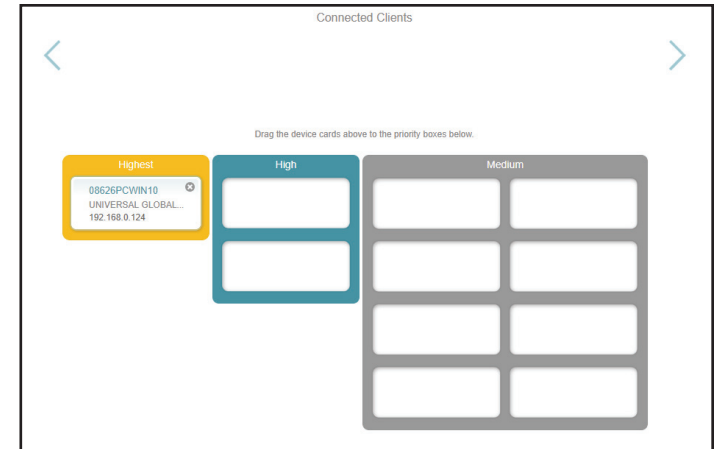 Connected Clients
Drag the device cards above to the priority boxes below.
Highest
High
Medium
08626PCWIN10
UNIVERSAL GLOBAL...
192.168.0.124